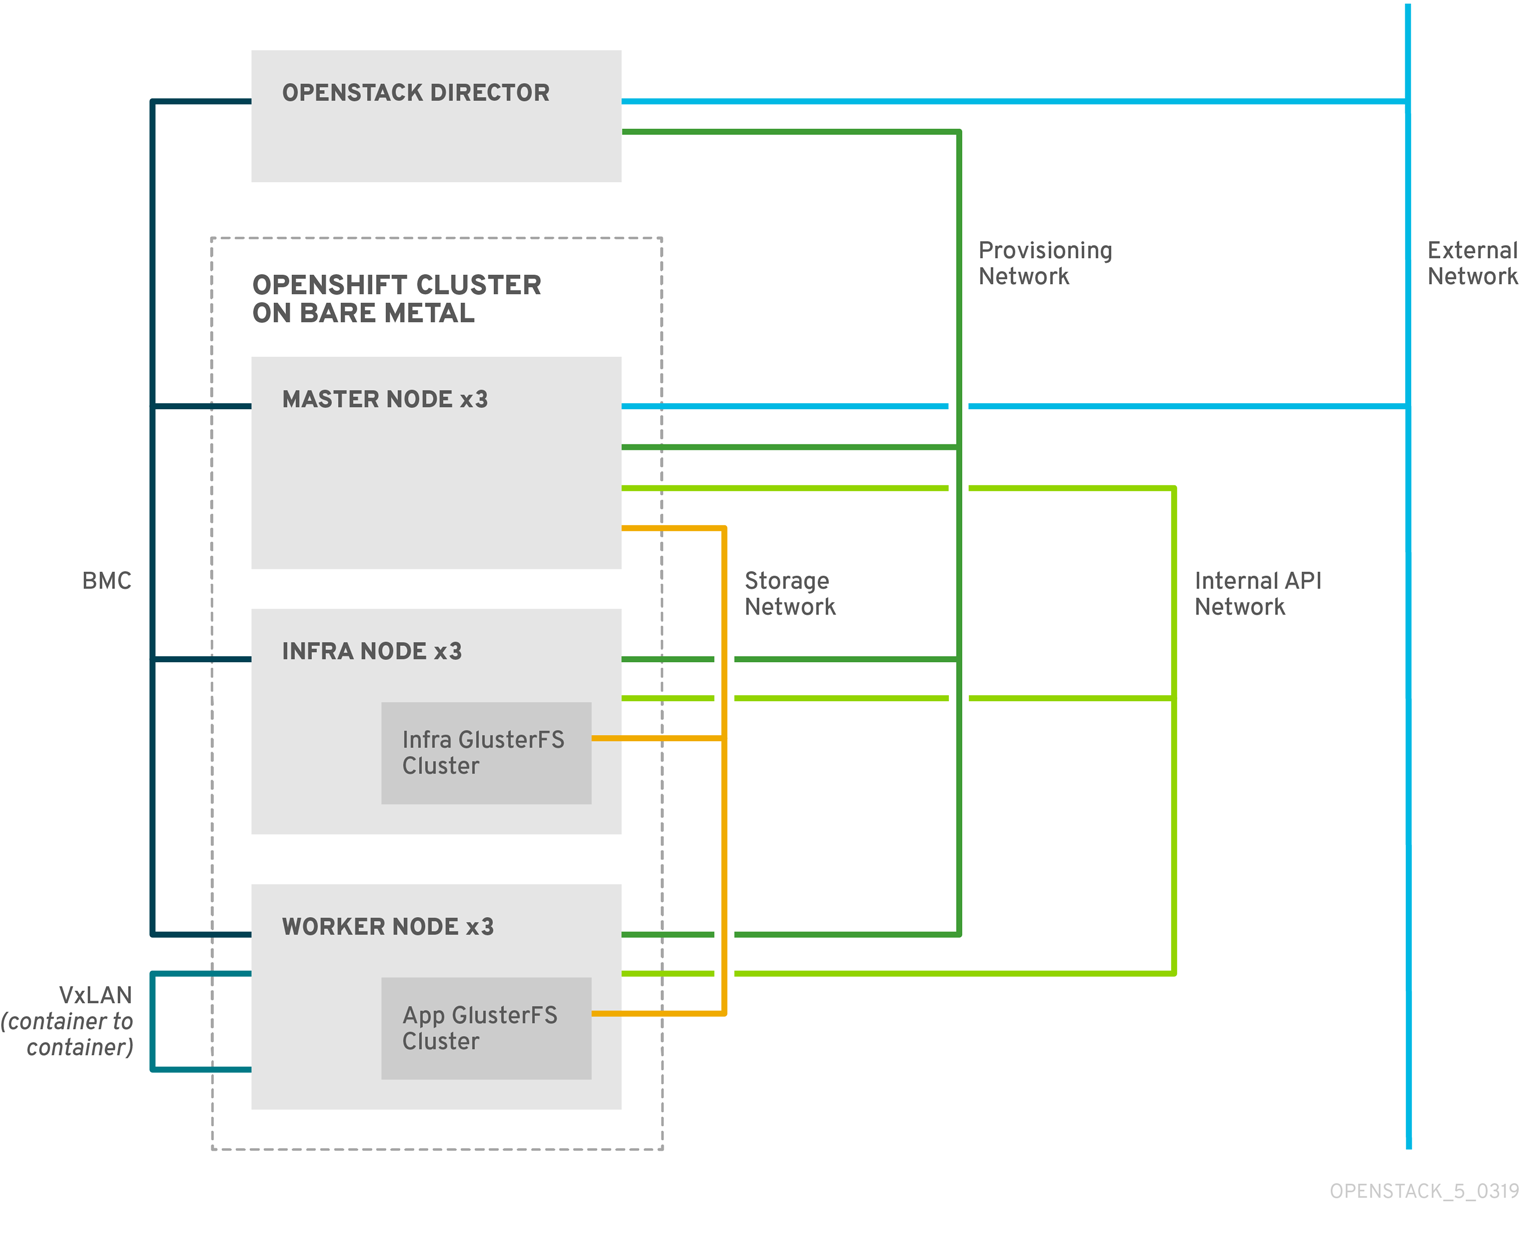 OPENSTACK DIRECTOR
Provisioning
Network
External
Network
OPENSHIFT CLUSTER
ON BARE METAL
MASTER NODE x3
BMC
Storage
Network
Internal API
Network
INFRA NODE x3
Infra GlusterFS
Cluster
WORKER NODE x3
VxLAN
(container to
container)
App GlusterFS
Cluster
OPENSTACK_5_0319